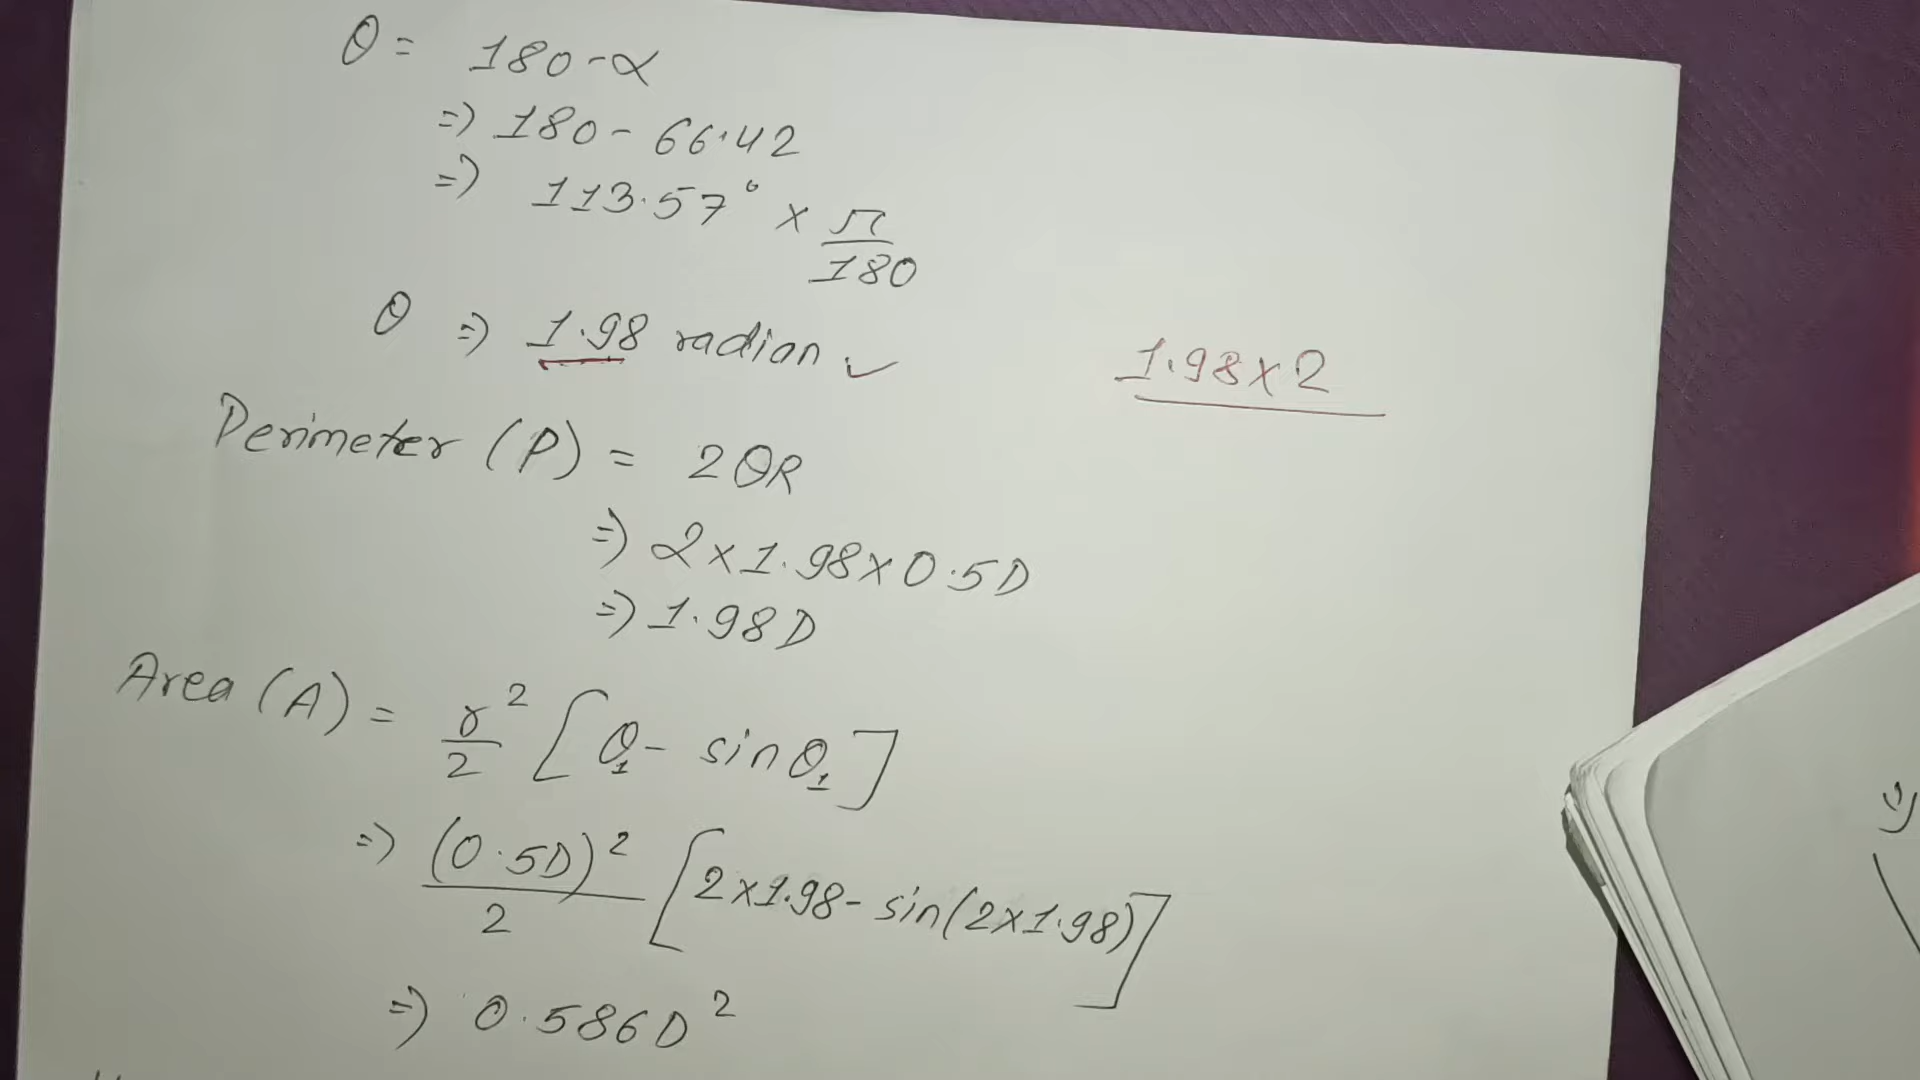 θ = 180-α
=> 180 - 66.42
=> 113.57° × π/180
θ => 1.98 radian ✓
1.98×2
Perimeter (P) = 2θR
=> 2×1.98×0.5D
=> 1.98D
Area (A) = r²/2 [θ₁ - sinθ₁]
=> (0.5D)²/2 [2×1.98 - sin(2×1.98)]
=> 0.586D²